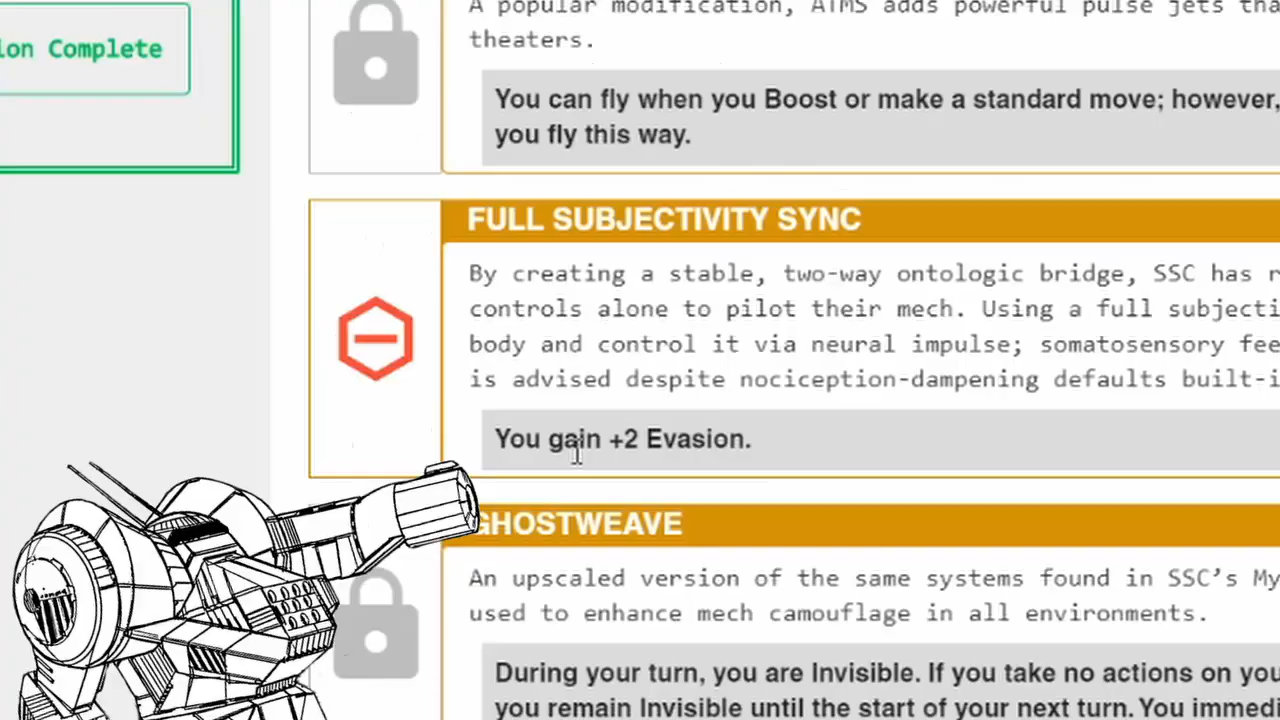 ion Complete
A popular modification, ATMS adds powerful pulse jets tha
theaters.
You can fly when you Boost or make a standard move; however,
you fly this way.
FULL SUBJECTIVITY SYNC
By creating a stable, two-way ontologic bridge, SSC has r
controls alone to pilot their mech. Using a full subjecti
body and control it via neural impulse; somatosensory fee
is advised despite nociception-dampening defaults built-i
You gain +2 Evasion.
GHOSTWEAVE
An upscaled version of the same systems found in SSC's My
used to enhance mech camouflage in all environments.
During your turn, you are Invisible. If you take no actions on you
you remain Invisible until the start of your next turn. You immedi